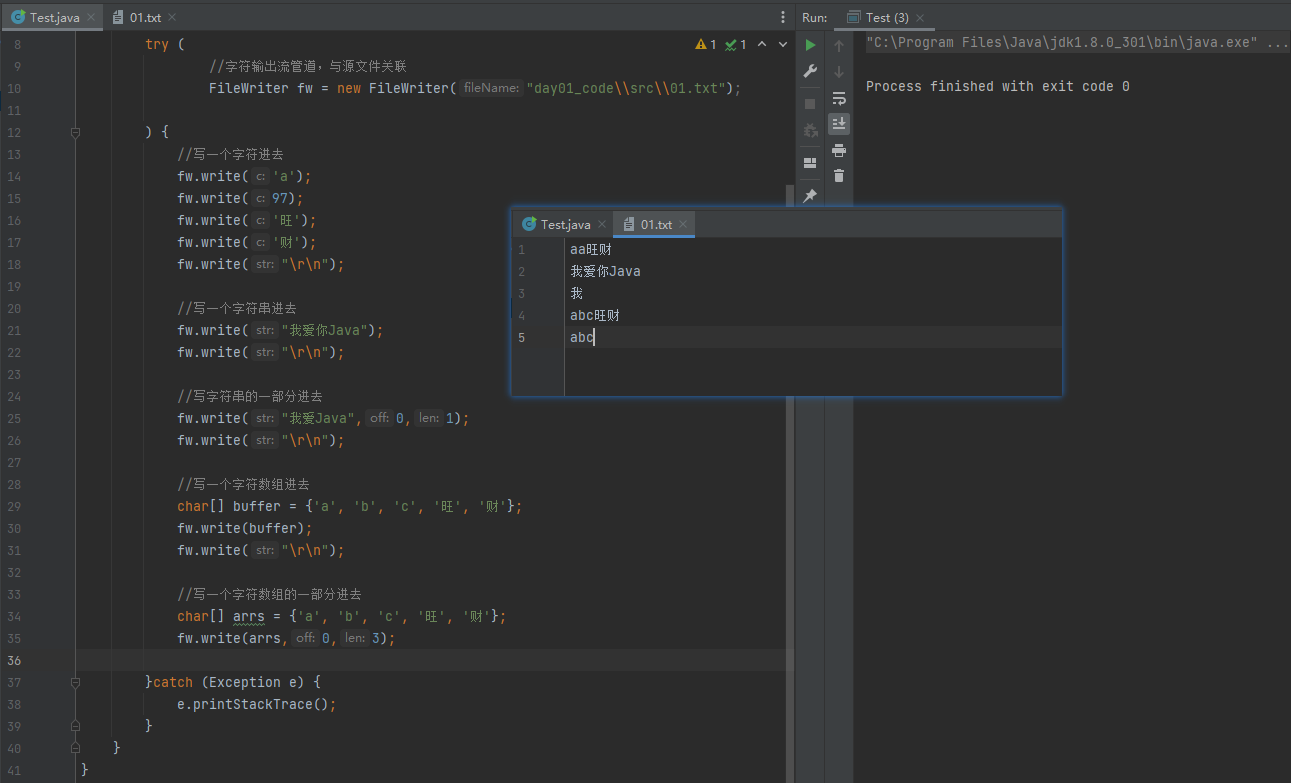 Test.java 01.txt Run: Test (3)
8 try ( 1 1
9 //字符输出流管道，与源文件关联
10 FileWriter fw = new FileWriter( fileName: "day01_code\\src\\01.txt");
11
12 ) {
13 //写一个字符进去
14 fw.write( c: 'a');
15 fw.write( c: 97);
16 fw.write( c: '旺');
17 fw.write( c: '财');
18 fw.write( str: "\r\n");
19
20 //写一个字符串进去
21 fw.write( str: "我爱你Java");
22 fw.write( str: "\r\n");
23
24 //写字符串的一部分进去
25 fw.write( str: "我爱Java", off: 0, len: 1);
26 fw.write( str: "\r\n");
27
28 //写一个字符数组进去
29 char[] buffer = {'a', 'b', 'c', '旺', '财'};
30 fw.write(buffer);
31 fw.write( str: "\r\n");
32
33 //写一个字符数组的一部分进去
34 char[] arrs = {'a', 'b', 'c', '旺', '财'};
35 fw.write(arrs, off: 0, len: 3);
36
37 }catch (Exception e) {
38 e.printStackTrace();
39 }
40 }
41 }
"C:\Program Files\Java\jdk1.8.0_301\bin\java.exe" ...
Process finished with exit code 0
Test.java 01.txt
1 aa旺财
2 我爱你Java
3 我
4 abc旺财
5 abc